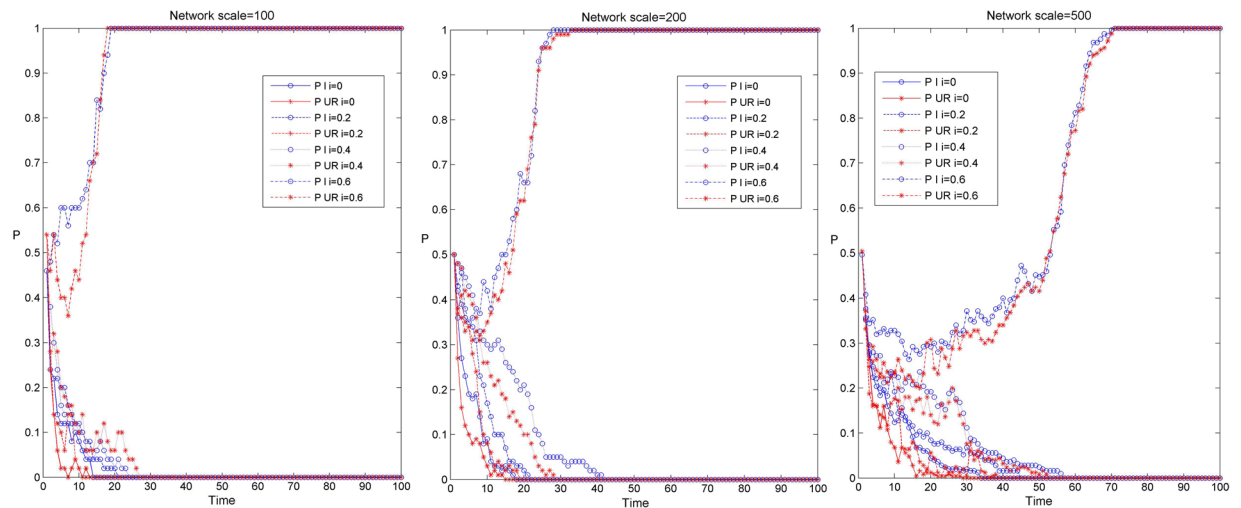 Network scale=100
P
1
0.9
0.8
0.7
0.6
0.5
0.4
0.3
0.2
0.1
0
P I i=0
P UR i=0
P I i=0.2
P UR i=0.2
P I i=0.4
P UR i=0.4
P I i=0.6
P UR i=0.6
0 10 20 30 40 50 60 70 80 90 100
Time
Network scale=200
P
1
0.9
0.8
0.7
0.6
0.5
0.4
0.3
0.2
0.1
0
P I i=0
P UR i=0
P I i=0.2
P UR i=0.2
P I i=0.4
P UR i=0.4
P I i=0.6
P UR i=0.6
0 10 20 30 40 50 60 70 80 90 100
Time
Network scale=500
P
1
0.9
0.8
0.7
0.6
0.5
0.4
0.3
0.2
0.1
0
P I i=0
P UR i=0
P I i=0.2
P UR i=0.2
P I i=0.4
P UR i=0.4
P I i=0.6
P UR i=0.6
0 10 20 30 40 50 60 70 80 90 100
Time